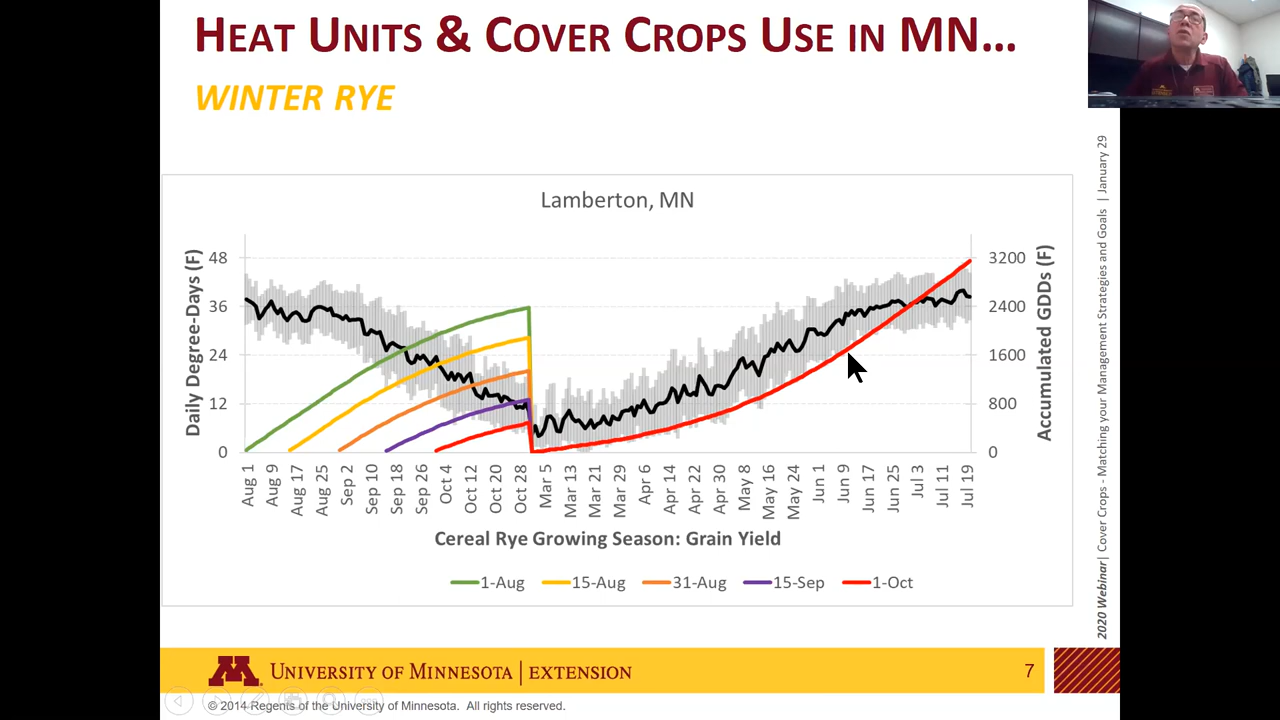 HEAT UNITS & COVER CROPS USE IN MN…
WINTER RYE
Lamberton, MN
Daily Degree-Days (F)
48
36
24
12
0
3200
2400
1600
800
0
Accumulated GDDs (F)
Aug 1
Aug 9
Aug 17
Aug 25
Sep 2
Sep 10
Sep 18
Sep 26
Oct 4
Oct 12
Oct 20
Oct 28
Mar 5
Mar 13
Mar 21
Mar 29
Apr 6
Apr 14
Apr 22
Apr 30
May 8
May 16
May 24
Jun 1
Jun 9
Jun 17
Jun 25
Jul 3
Jul 11
Jul 19
Cereal Rye Growing Season: Grain Yield
1-Aug 15-Aug 31-Aug 15-Sep 1-Oct
2020 Webinar| Cover Crops - Matching your Management Strategies and Goals | January 29
M UNIVERSITY OF MINNESOTA | EXTENSION
7
© 2014 Regents of the University of Minnesota. All rights reserved.